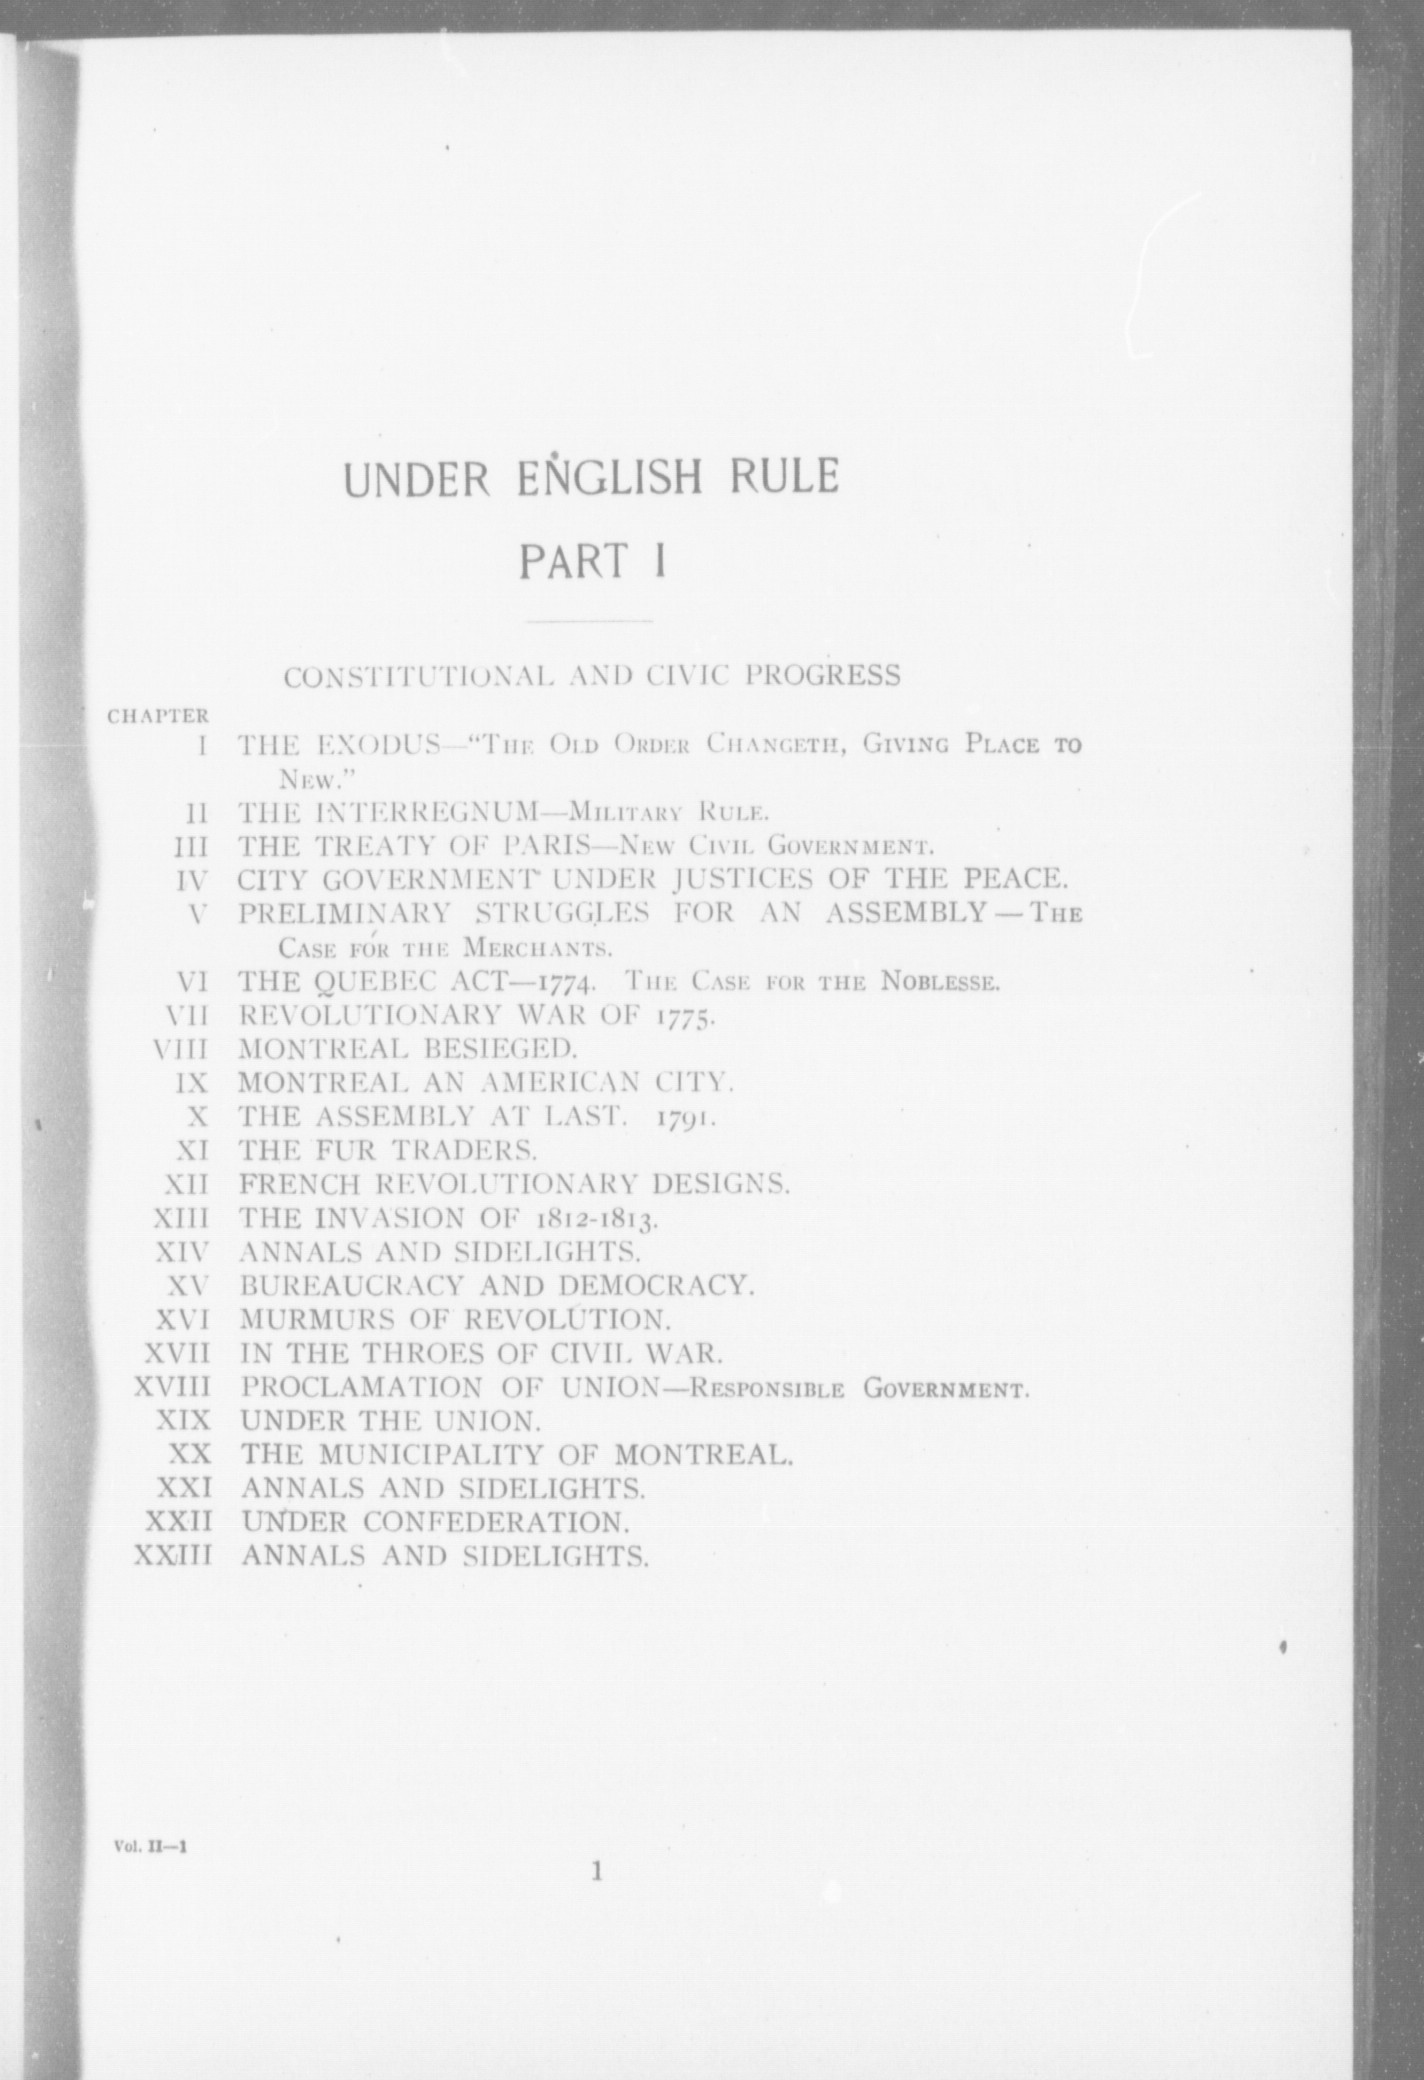 UNDER ENGLISH RULE
PART I
CONSTITUTIONAL AND CIVIC PROGRESS
CHAPTER
I THE EXODUS—"THE OLD ORDER CHANGETH, GIVING PLACE TO
NEW."
II THE INTERREGNUM—MILITARY RULE.
III THE TREATY OF PARIS—NEW CIVIL GOVERNMENT.
IV CITY GOVERNMENT UNDER JUSTICES OF THE PEACE.
V PRELIMINARY STRUGGLES FOR AN ASSEMBLY—THE
CASE FOR THE MERCHANTS.
VI THE QUEBEC ACT—1774. THE CASE FOR THE NOBLESSE.
VII REVOLUTIONARY WAR OF 1775.
VIII MONTREAL BESIEGED.
IX MONTREAL AN AMERICAN CITY.
X THE ASSEMBLY AT LAST. 1791.
XI THE FUR TRADERS.
XII FRENCH REVOLUTIONARY DESIGNS.
XIII THE INVASION OF 1812-1813.
XIV ANNALS AND SIDELIGHTS.
XV BUREAUCRACY AND DEMOCRACY.
XVI MURMURS OF REVOLUTION.
XVII IN THE THROES OF CIVIL WAR.
XVIII PROCLAMATION OF UNION—RESPONSIBLE GOVERNMENT.
XIX UNDER THE UNION.
XX THE MUNICIPALITY OF MONTREAL.
XXI ANNALS AND SIDELIGHTS.
XXII UNDER CONFEDERATION.
XXIII ANNALS AND SIDELIGHTS.
Vol. II—1
1